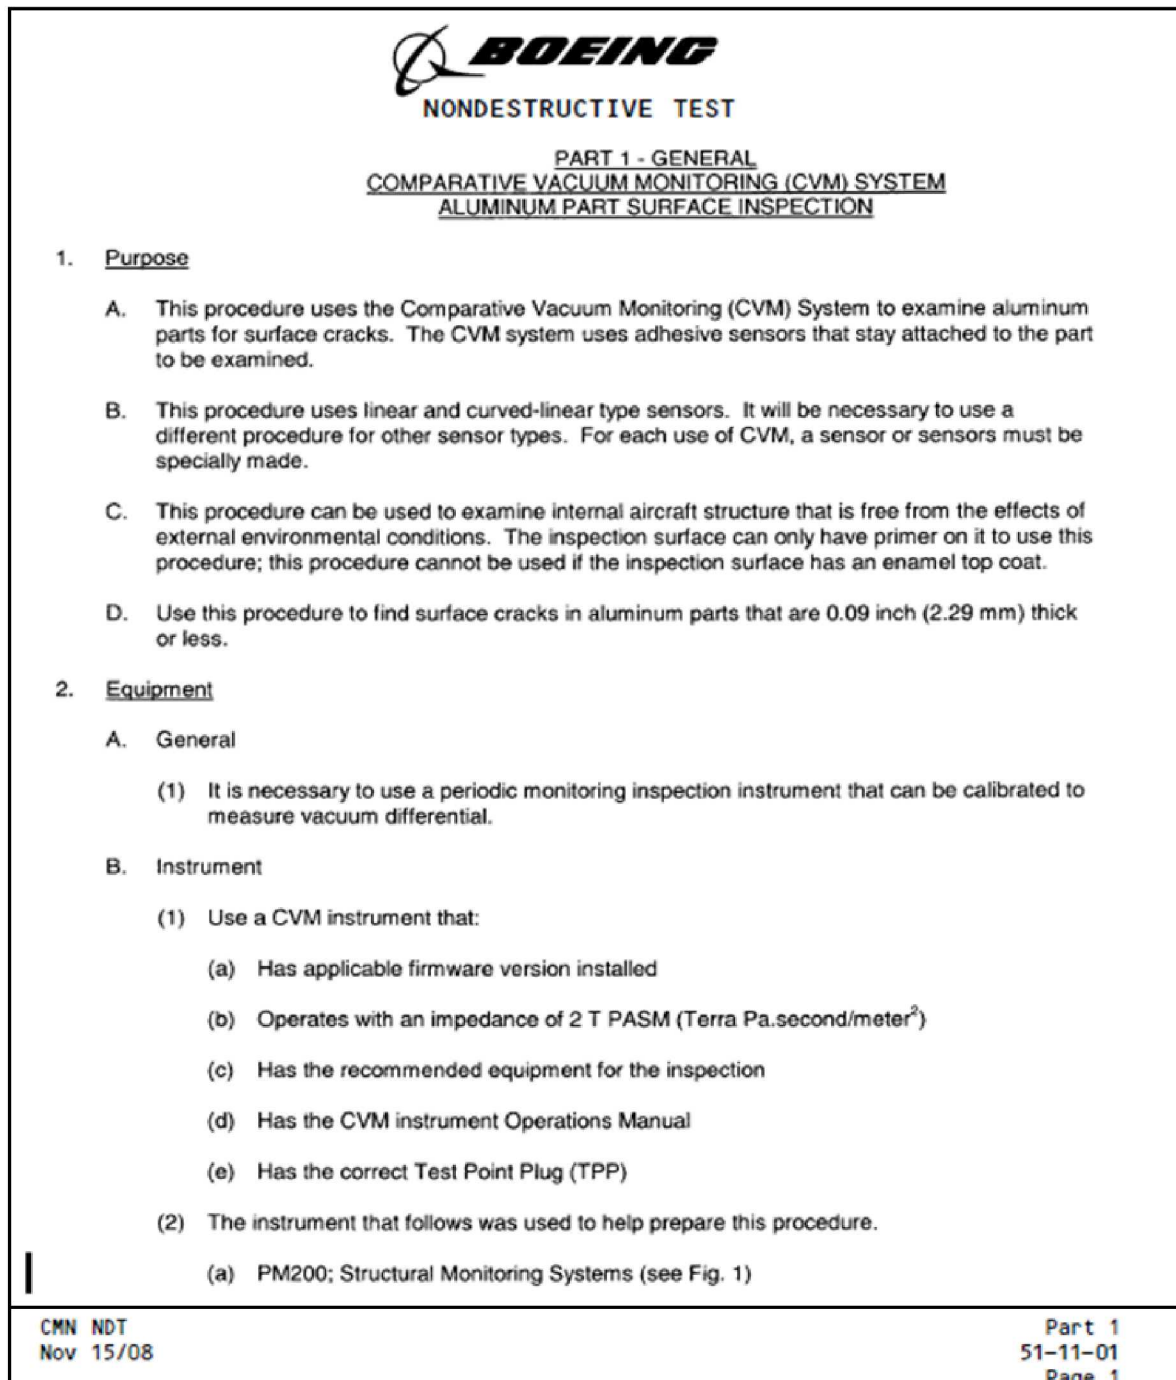 BOEING
NONDESTRUCTIVE TEST
PART 1 - GENERAL
COMPARATIVE VACUUM MONITORING (CVM) SYSTEM
ALUMINUM PART SURFACE INSPECTION
1. Purpose
A. This procedure uses the Comparative Vacuum Monitoring (CVM) System to examine aluminum
parts for surface cracks. The CVM system uses adhesive sensors that stay attached to the part
to be examined.
B. This procedure uses linear and curved-linear type sensors. It will be necessary to use a
different procedure for other sensor types. For each use of CVM, a sensor or sensors must be
specially made.
C. This procedure can be used to examine internal aircraft structure that is free from the effects of
external environmental conditions. The inspection surface can only have primer on it to use this
procedure; this procedure cannot be used if the inspection surface has an enamel top coat.
D. Use this procedure to find surface cracks in aluminum parts that are 0.09 inch (2.29 mm) thick
or less.
2. Equipment
A. General
(1) It is necessary to use a periodic monitoring inspection instrument that can be calibrated to
measure vacuum differential.
B. Instrument
(1) Use a CVM instrument that:
(a) Has applicable firmware version installed
(b) Operates with an impedance of 2 T PASM (Terra Pa.second/meter²)
(c) Has the recommended equipment for the inspection
(d) Has the CVM instrument Operations Manual
(e) Has the correct Test Point Plug (TPP)
(2) The instrument that follows was used to help prepare this procedure.
(a) PM200; Structural Monitoring Systems (see Fig. 1)
CMN NDT
Nov 15/08
Part 1
51-11-01
Page 1